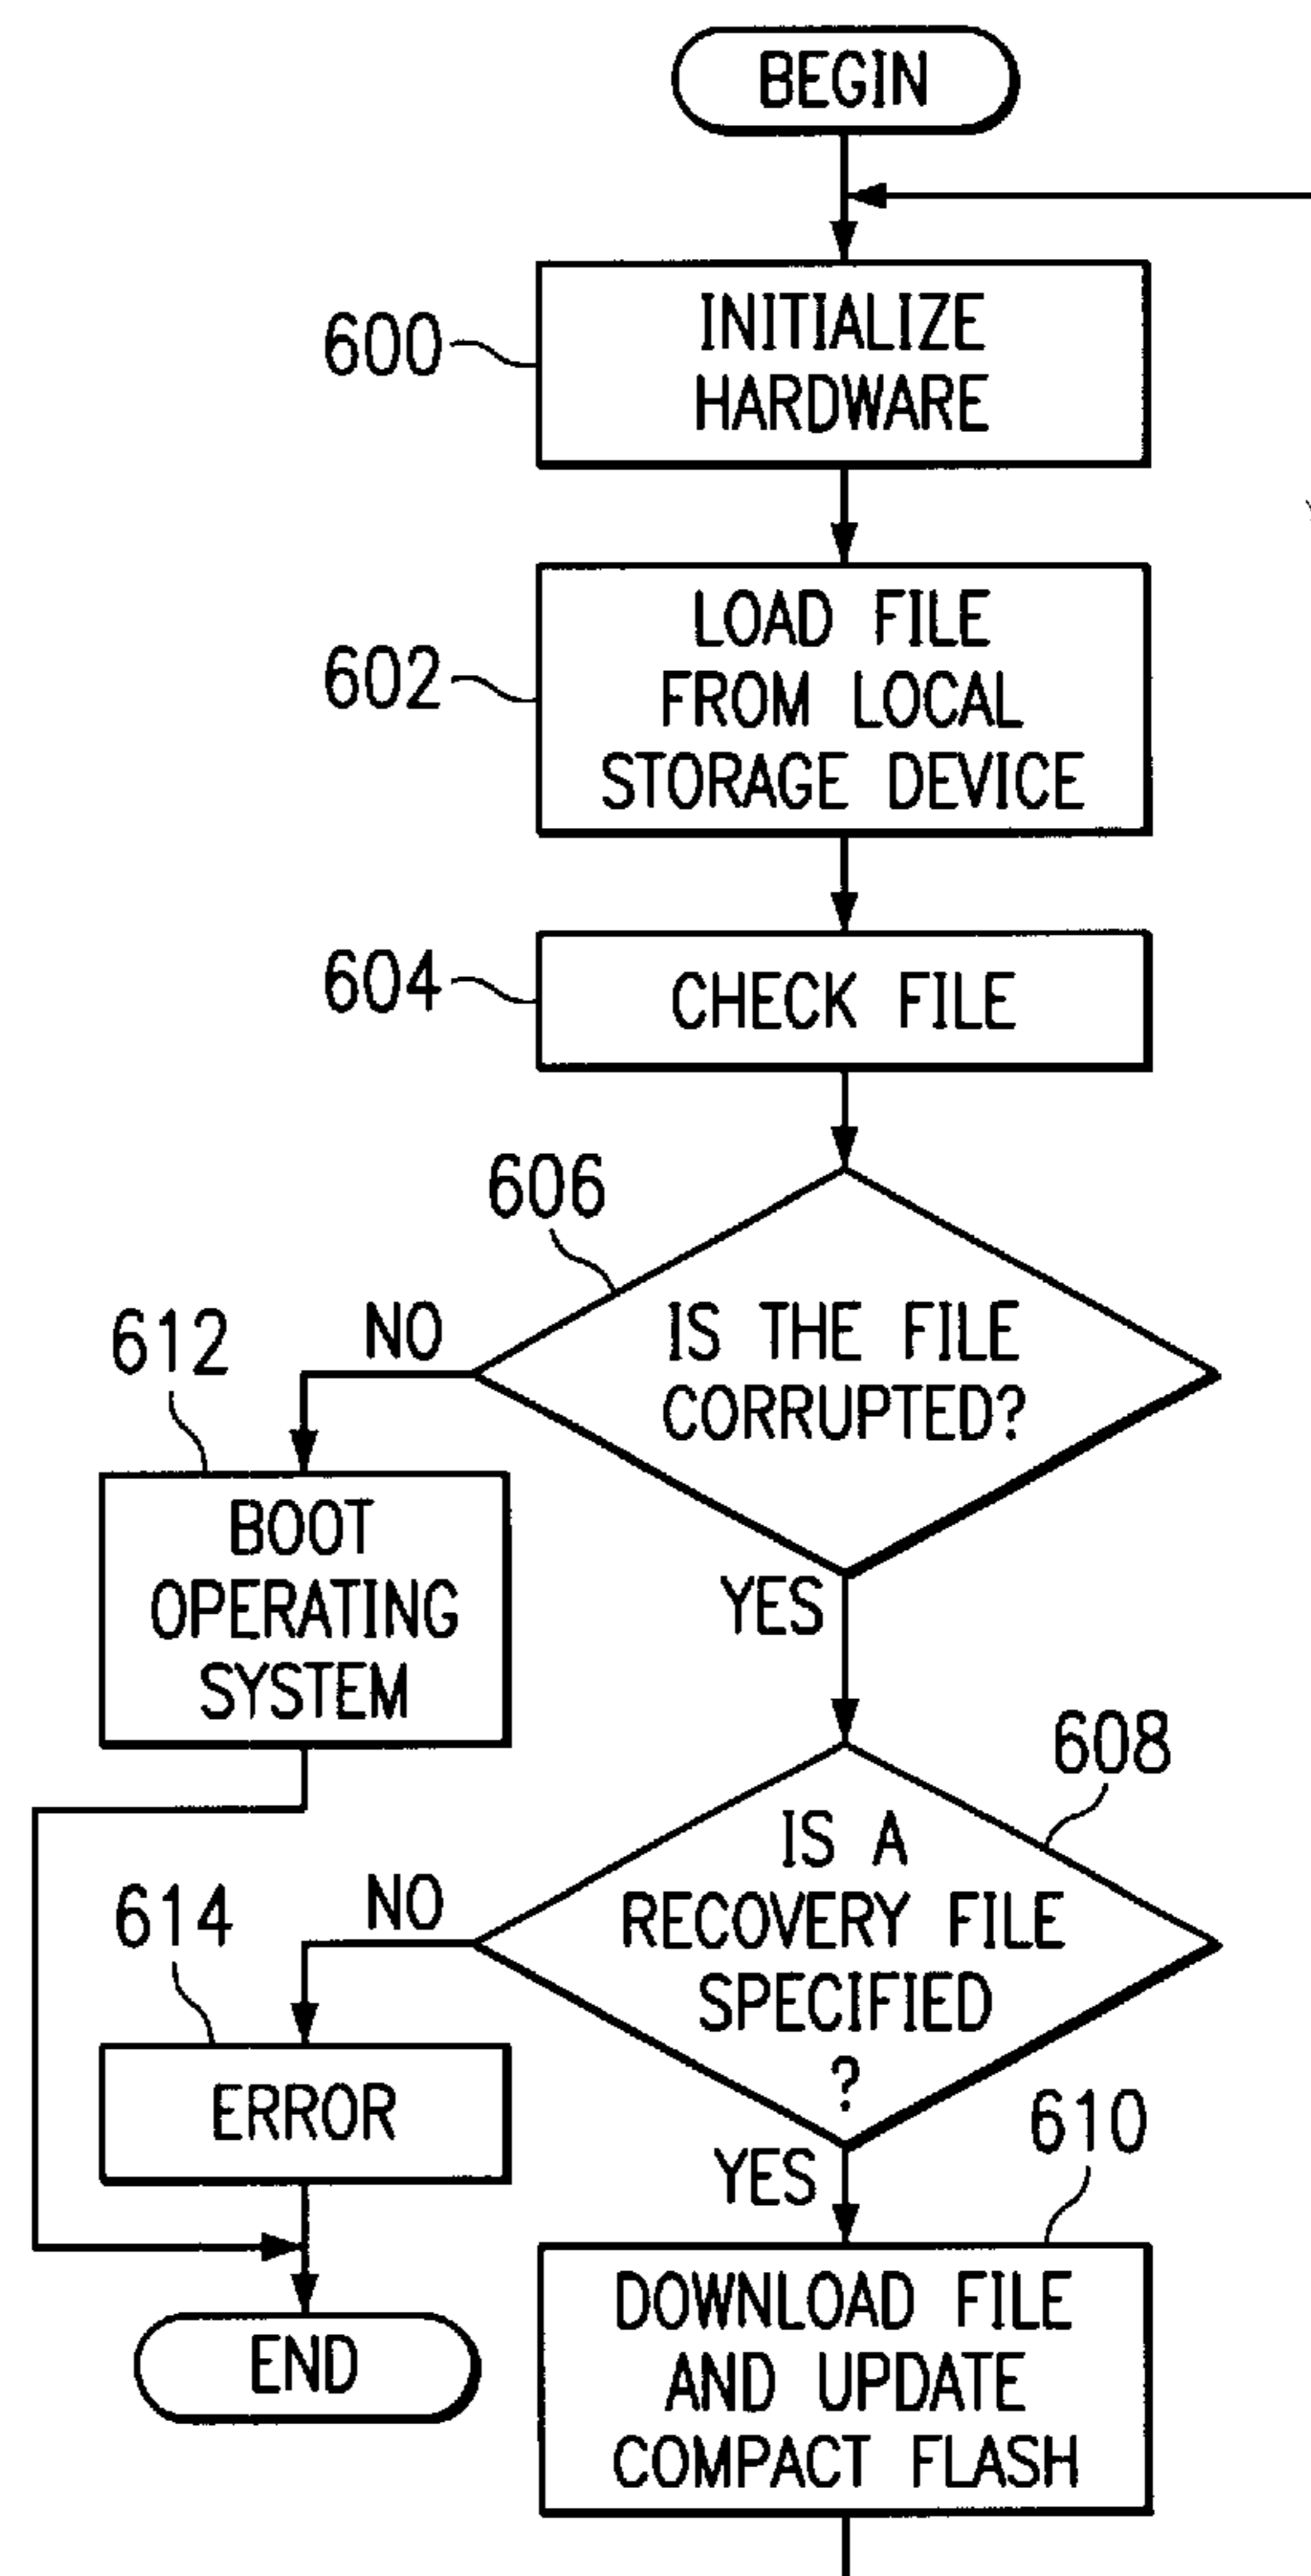 BEGIN
600
INITIALIZE
HARDWARE
602
LOAD FILE
FROM LOCAL
STORAGE DEVICE
604
CHECK FILE
606
IS THE FILE
CORRUPTED?
NO
612
BOOT
OPERATING
SYSTEM
YES
608
IS A
RECOVERY FILE
SPECIFIED
?
NO
614
ERROR
YES
610
DOWNLOAD FILE
AND UPDATE
COMPACT FLASH
END